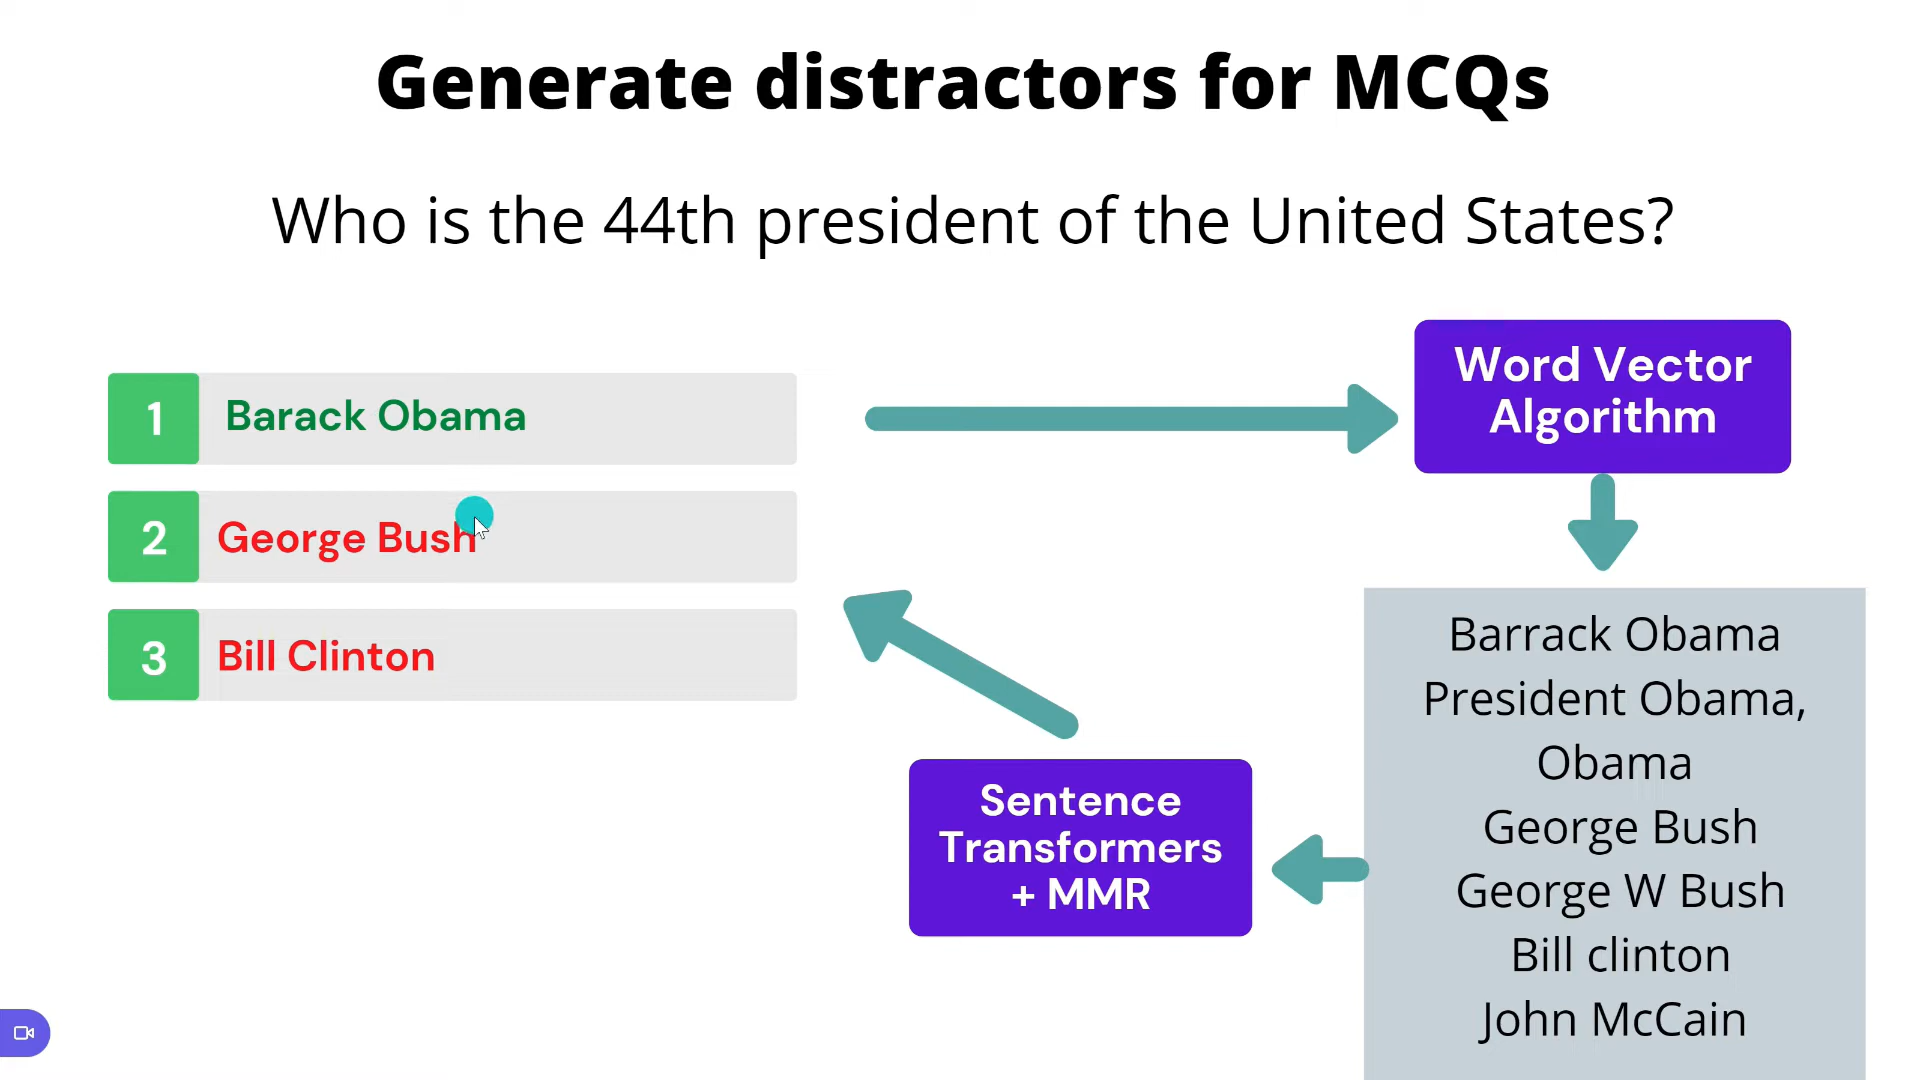 Generate distractors for MCQs
Who is the 44th president of the United States?
1 Barack Obama
2 George Bush
3 Bill Clinton
Word Vector
Algorithm
Barrack Obama
President Obama,
Obama
George Bush
George W Bush
Bill clinton
John McCain
Sentence
Transformers
+ MMR